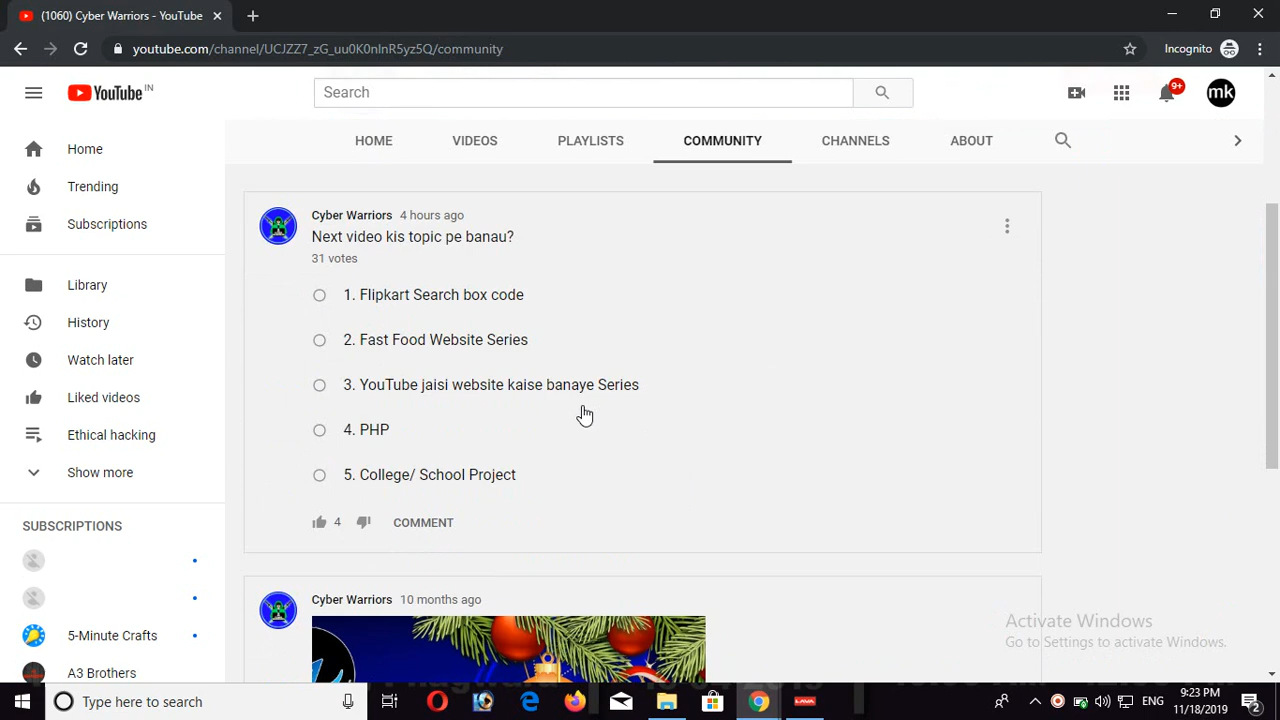 (1060) Cyber Warriors - YouTube
youtube.com/channel/UCJZZ7_zG_uu0K0nlnR5yz5Q/community
Incognito
YouTube IN
Search
9+
mk
HOME
VIDEOS
PLAYLISTS
COMMUNITY
CHANNELS
ABOUT
Home
Trending
Subscriptions
Library
History
Watch later
Liked videos
Ethical hacking
Show more
SUBSCRIPTIONS
5-Minute Crafts
A3 Brothers
Cyber Warriors 4 hours ago
Next video kis topic pe banau?
31 votes
1. Flipkart Search box code
2. Fast Food Website Series
3. YouTube jaisi website kaise banaye Series
4. PHP
5. College/ School Project
4
COMMENT
Cyber Warriors 10 months ago
Activate Windows
Go to Settings to activate Windows.
Type here to search
LAVA
ENG
9:23 PM
11/18/2019
2